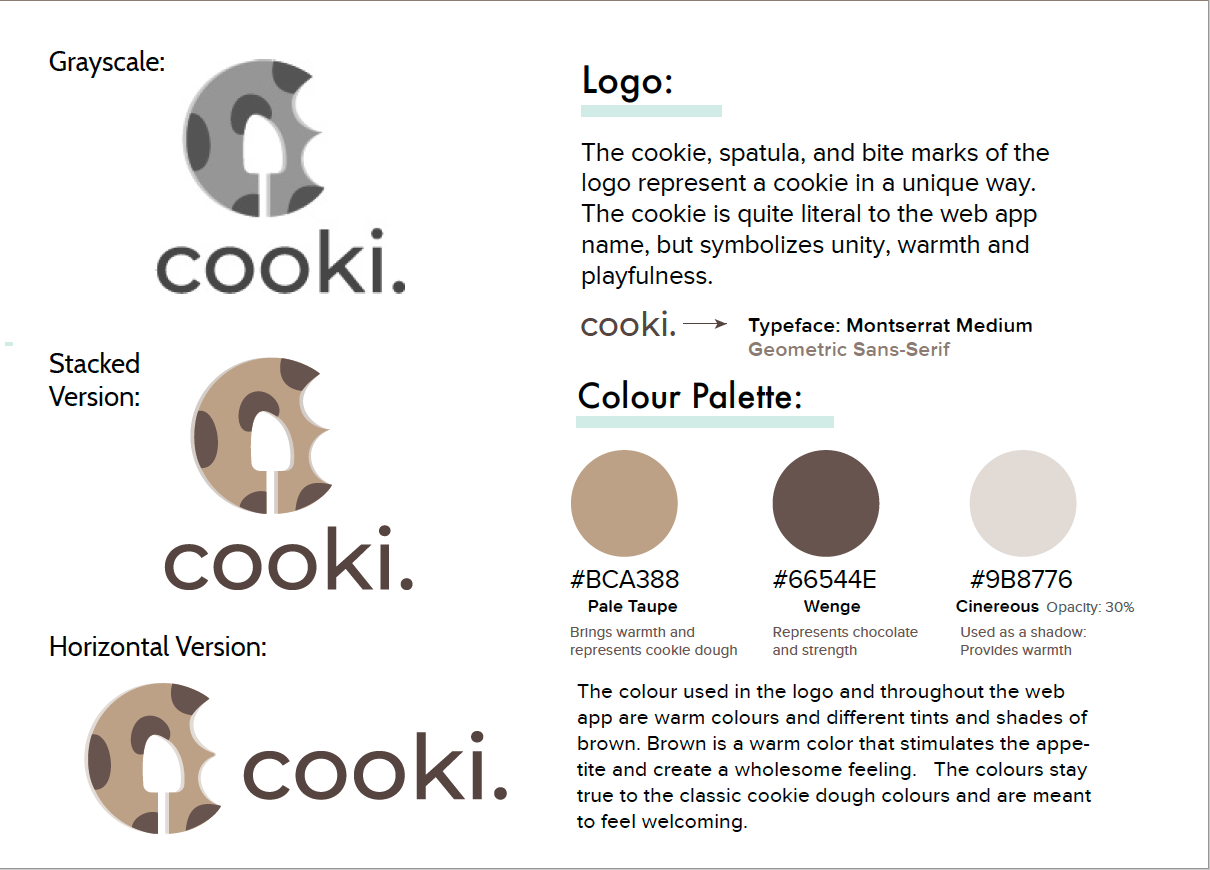 Grayscale:
cooki.
Stacked
Version:
cooki.
Horizontal Version:
cooki.
Logo:
The cookie, spatula, and bite marks of the
logo represent a cookie in a unique way.
The cookie is quite literal to the web app
name, but symbolizes unity, warmth and
playfulness.
cooki.
Typeface: Montserrat Medium
Geometric Sans-Serif
Colour Palette:
#BCA388
Pale Taupe
Brings warmth and
represents cookie dough
#66544E
Wenge
Represents chocolate
and strength
#9B8776
Cinereous Opacity: 30%
Used as a shadow:
Provides warmth
The colour used in the logo and throughout the web
app are warm colours and different tints and shades of
brown. Brown is a warm color that stimulates the appe-
tite and create a wholesome feeling. The colours stay
true to the classic cookie dough colours and are meant
to feel welcoming.